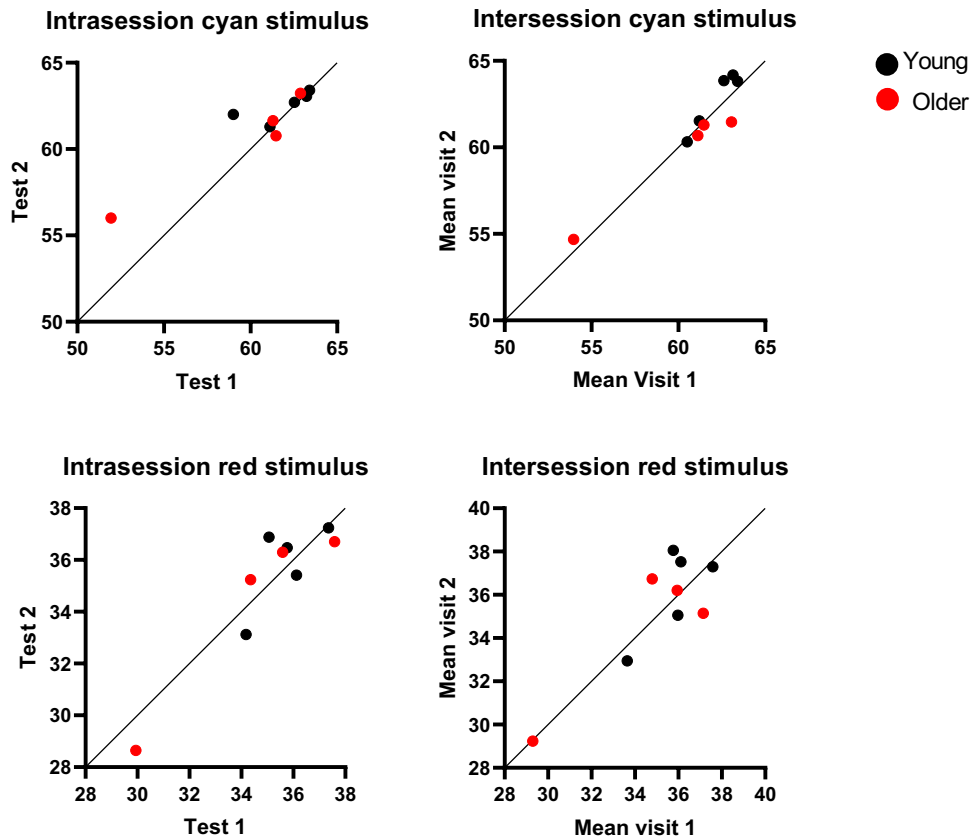 Intrasession cyan stimulus
65
60
55
50
Test 2
50 55 60 65
Test 1
Intersession cyan stimulus
65
60
55
50
Mean visit 2
50 55 60 65
Mean Visit 1
Young
Older
Intrasession red stimulus
38
36
34
32
30
28
Test 2
28 30 32 34 36 38
Test 1
Intersession red stimulus
40
38
36
34
32
30
28
Mean visit 2
28 30 32 34 36 38 40
Mean visit 1